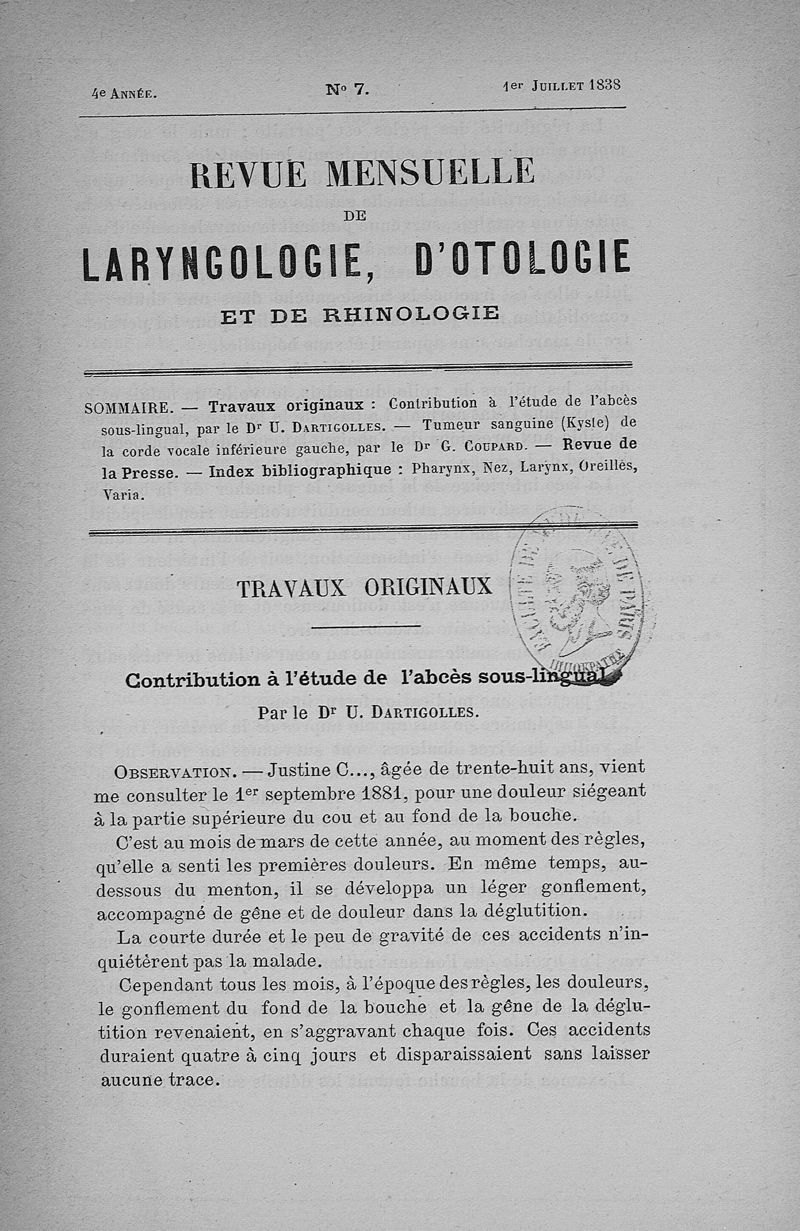 4e ANNÉE. No 7. 1er JUILLET 1838
REVUE MENSUELLE
DE
LARYNGOLOGIE, D'OTOLOGIE
ET DE RHINOLOGIE
SOMMAIRE. — Travaux originaux : Contribution à l'étude de l'abcès
sous-lingual, par le Dr U. DARTIGOLLES. — Tumeur sanguine (Kyste) de
la corde vocale inférieure gauche, par le Dr G. COUPARD. — Revue de
la Presse. — Index bibliographique : Pharynx, Nez, Larynx, Oreilles,
Varia.
TRAVAUX ORIGINAUX
FACULTÉ DE MÉDECINE DE PARIS
HIPPOKPATHE
Contribution à l'étude de l'abcès sous-lingual
Par le Dr U. DARTIGOLLES.
OBSERVATION. — Justine C..., âgée de trente-huit ans, vient
me consulter le 1er septembre 1881, pour une douleur siégeant
à la partie supérieure du cou et au fond de la bouche.
C'est au mois de mars de cette année, au moment des règles,
qu'elle a senti les premières douleurs. En même temps, au-
dessous du menton, il se développa un léger gonflement,
accompagné de gêne et de douleur dans la déglutition.
La courte durée et le peu de gravité de ces accidents n'in-
quiétèrent pas la malade.
Cependant tous les mois, à l'époque des règles, les douleurs,
le gonflement du fond de la bouche et la gêne de la déglu-
tition revenaient, en s'aggravant chaque fois. Ces accidents
duraient quatre à cinq jours et disparaissaient sans laisser
aucune trace.